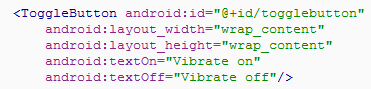 <ToggleButton android:id="@+id/togglebutton"
    android:layout_width="wrap_content"
    android:layout_height="wrap_content"
    android:textOn="Vibrate on"
    android:textOff="Vibrate off"/>